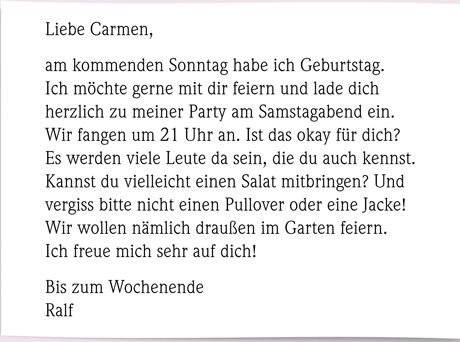 Liebe Carmen,
am kommenden Sonntag habe ich Geburtstag.
Ich möchte gerne mit dir feiern und lade dich
herzlich zu meiner Party am Samstagabend ein.
Wir fangen um 21 Uhr an. Ist das okay für dich?
Es werden viele Leute da sein, die du auch kennst.
Kannst du vielleicht einen Salat mitbringen? Und
vergiss bitte nicht einen Pullover oder eine Jacke!
Wir wollen nämlich draußen im Garten feiern.
Ich freue mich sehr auf dich!
Bis zum Wochenende
Ralf